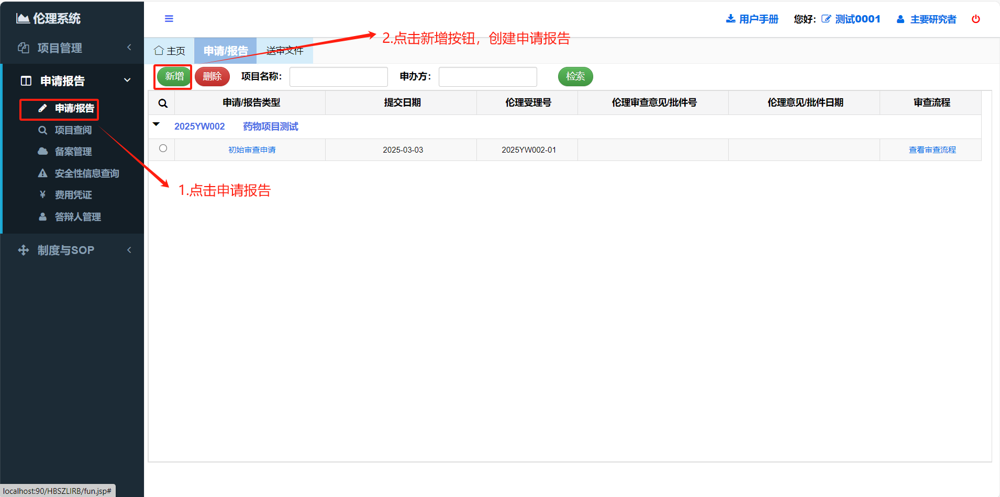 伦理系统
用户手册 您好： 测试0001 主要研究者
项目管理
申请报告
申请/报告
项目查阅
备案管理
安全性信息查询
¥ 费用凭证
答辩人管理
制度与SOP
主页 申请/报告 送审文件
2.点击新增按钮，创建申请报告
新增 删除 项目名称： 申办方： 检索
申请/报告类型 提交日期 伦理受理号 伦理审查意见/批件号 伦理意见/批件日期 审查流程
2025YW002 药物项目测试
初始审查申请 2025-03-03 2025YW002-01 查看审查流程
1.点击申请报告
localhost:90/HBSZLIRB/fun.jsp#